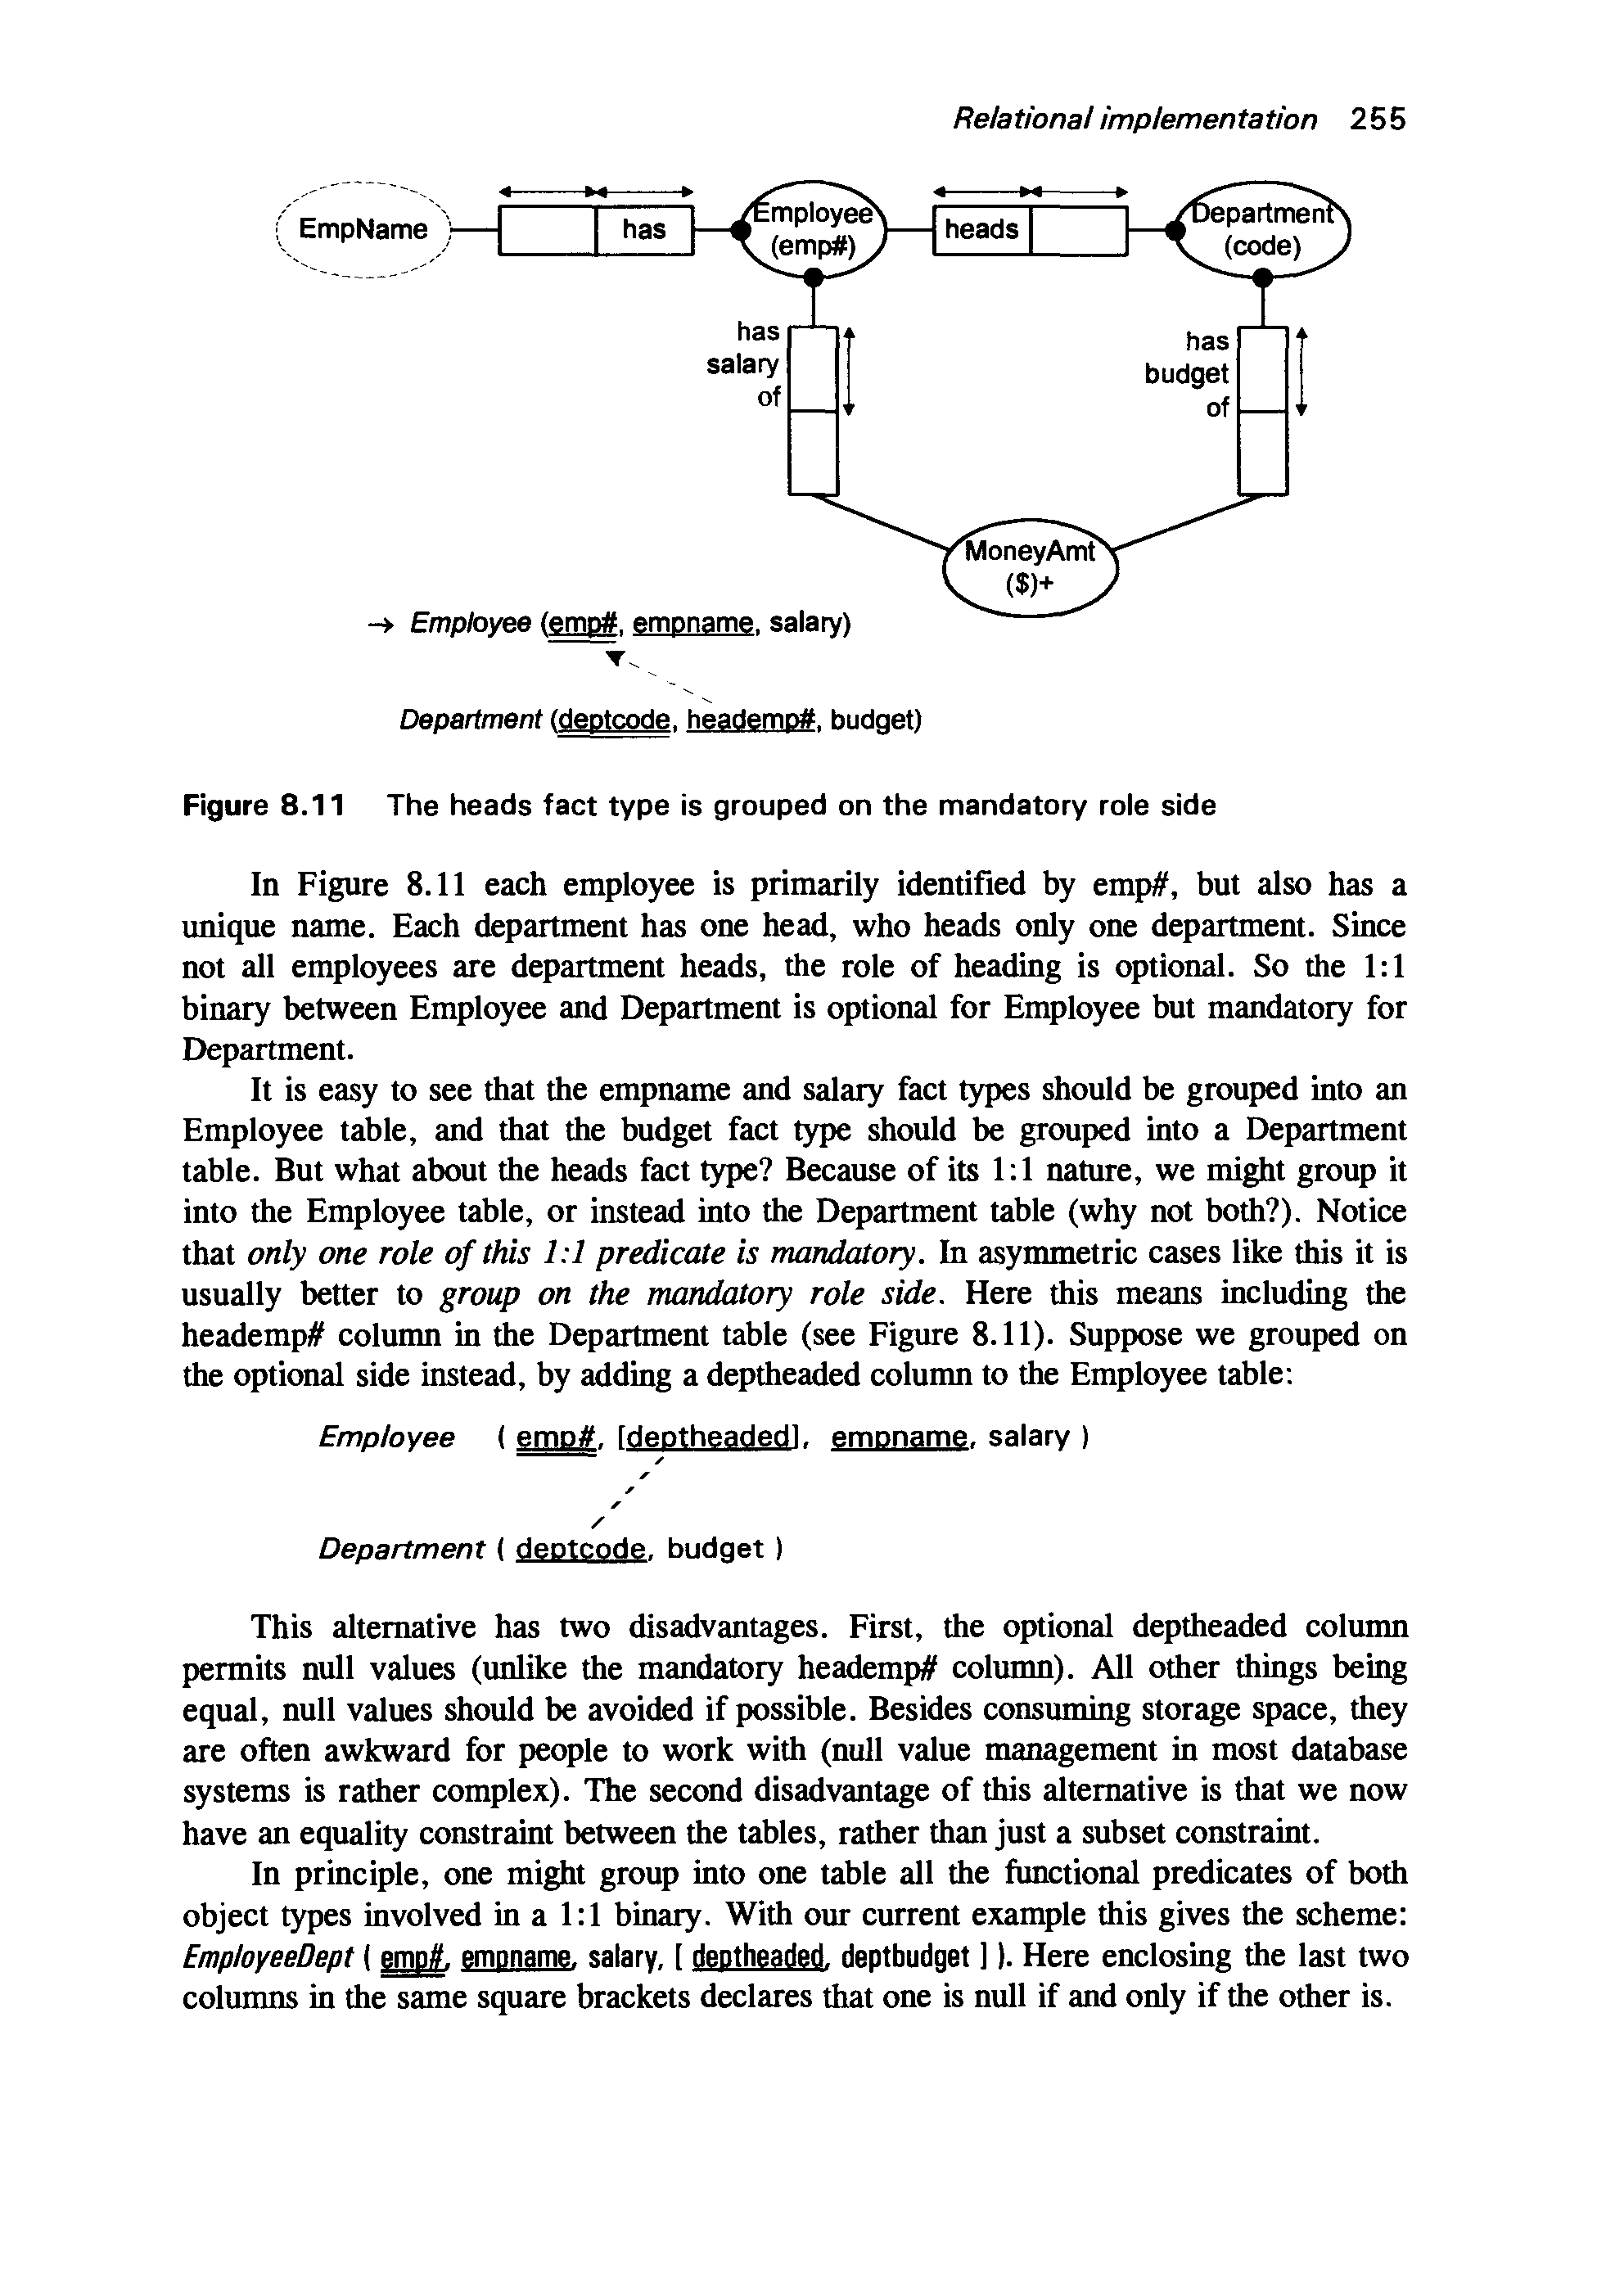 Relational implementation 255
EmpName
has
Employee
(emp#)
heads
Department
(code)
has
salary
of
has
budget
of
MoneyAmt
($)+
→ Employee (emp#, empname, salary)
Department (deptcode, heademp#, budget)
Figure 8.11 The heads fact type is grouped on the mandatory role side
In Figure 8.11 each employee is primarily identified by emp#, but also has a
unique name. Each department has one head, who heads only one department. Since
not all employees are department heads, the role of heading is optional. So the 1:1
binary between Employee and Department is optional for Employee but mandatory for
Department.
It is easy to see that the empname and salary fact types should be grouped into an
Employee table, and that the budget fact type should be grouped into a Department
table. But what about the heads fact type? Because of its 1:1 nature, we might group it
into the Employee table, or instead into the Department table (why not both?). Notice
that only one role of this 1:1 predicate is mandatory. In asymmetric cases like this it is
usually better to group on the mandatory role side. Here this means including the
heademp# column in the Department table (see Figure 8.11). Suppose we grouped on
the optional side instead, by adding a deptheaded column to the Employee table:
Employee ( emp#, [deptheaded], empname, salary )
Department ( deptcode, budget )
This alternative has two disadvantages. First, the optional deptheaded column
permits null values (unlike the mandatory heademp# column). All other things being
equal, null values should be avoided if possible. Besides consuming storage space, they
are often awkward for people to work with (null value management in most database
systems is rather complex). The second disadvantage of this alternative is that we now
have an equality constraint between the tables, rather than just a subset constraint.
In principle, one might group into one table all the functional predicates of both
object types involved in a 1:1 binary. With our current example this gives the scheme:
EmployeeDept ( emp#, empname, salary, [ deptheaded, deptbudget ] ). Here enclosing the last two
columns in the same square brackets declares that one is null if and only if the other is.